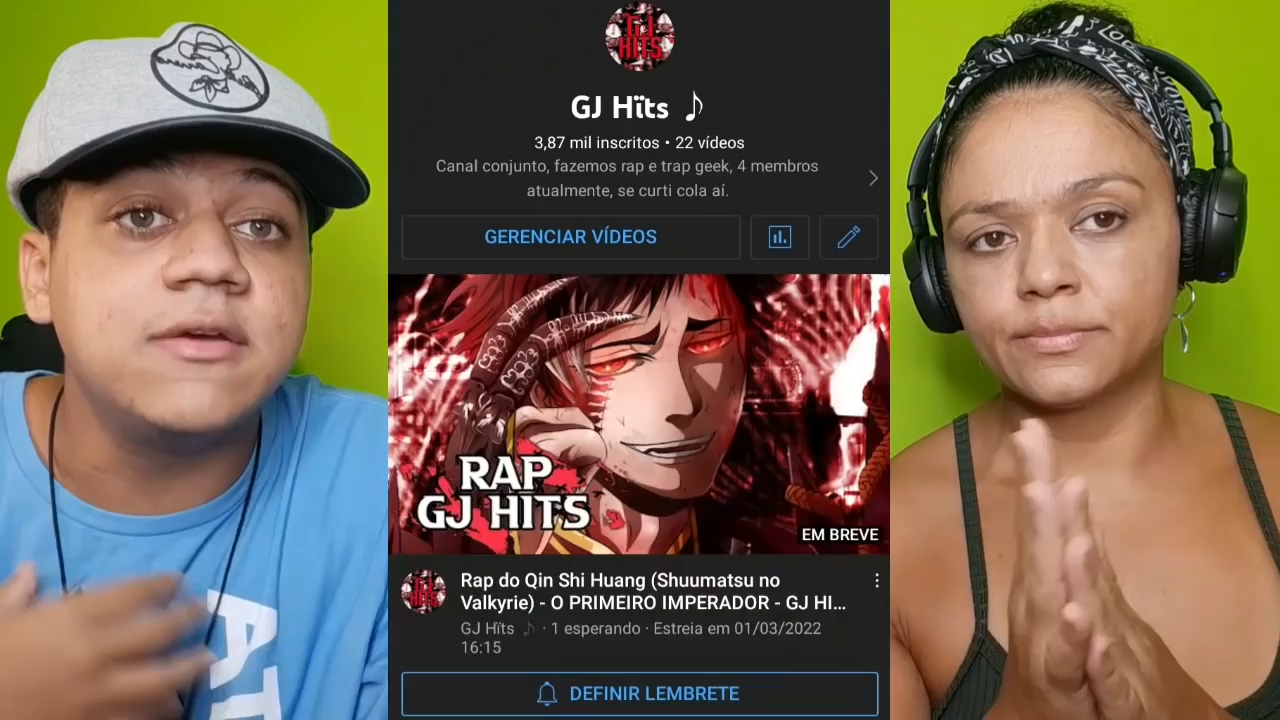 GJ
HITS
GJ Hïts ♪
3,87 mil inscritos • 22 vídeos
Canal conjunto, fazemos rap e trap geek, 4 membros
atualmente, se curti cola aí.
GERENCIAR VÍDEOS
RAP
GJ HITS
EM BREVE
Rap do Qin Shi Huang (Shuumatsu no
Valkyrie) - O PRIMEIRO IMPERADOR - GJ HI...
GJ Hïts ♪ · 1 esperando · Estreia em 01/03/2022
16:15
DEFINIR LEMBRETE